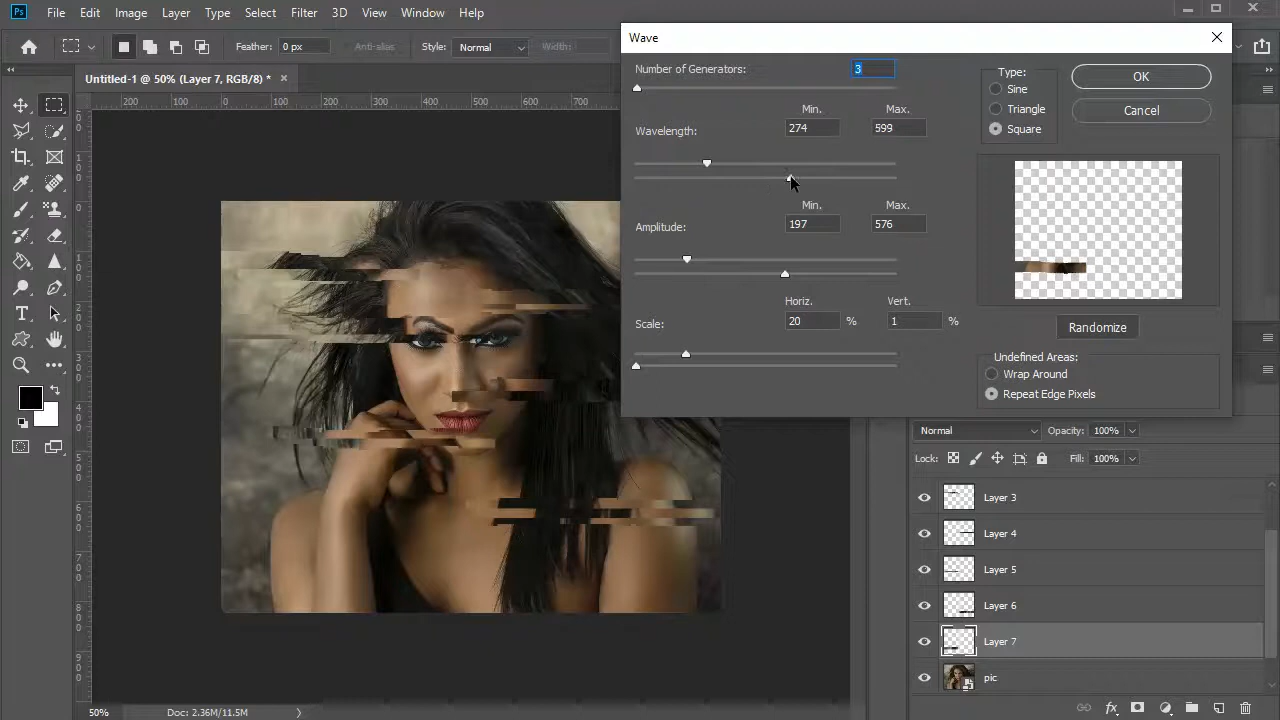 Ps File Edit Image Layer Type Select Filter 3D View Window Help
Feather: 0 px Anti-alias Style: Normal Width:
Untitled-1 @ 50% (Layer 7, RGB/8) *
200 100 0 100 200 300 400 500 600 700
Wave
Number of Generators: 3
Min. Max.
Wavelength: 274 599
Min. Max.
Amplitude: 197 576
Horiz. Vert.
Scale: 20 % 1 %
Type:
Sine
Triangle
Square
OK
Cancel
Randomize
Undefined Areas:
Wrap Around
Repeat Edge Pixels
Normal Opacity: 100%
Lock: Fill: 100%
Layer 3
Layer 4
Layer 5
Layer 6
Layer 7
pic
fx
50% Doc: 2.36M/11.5M